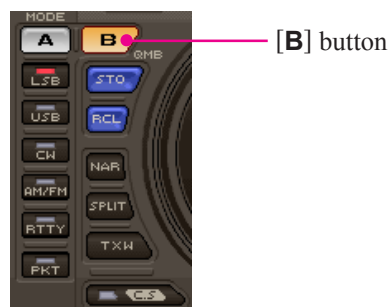 MODE
A
B
[B] button
QMB
LSB
STO
USB
RCL
CW
NAR
AM/FM
SPLIT
RTTY
TXW
PKT
C.S